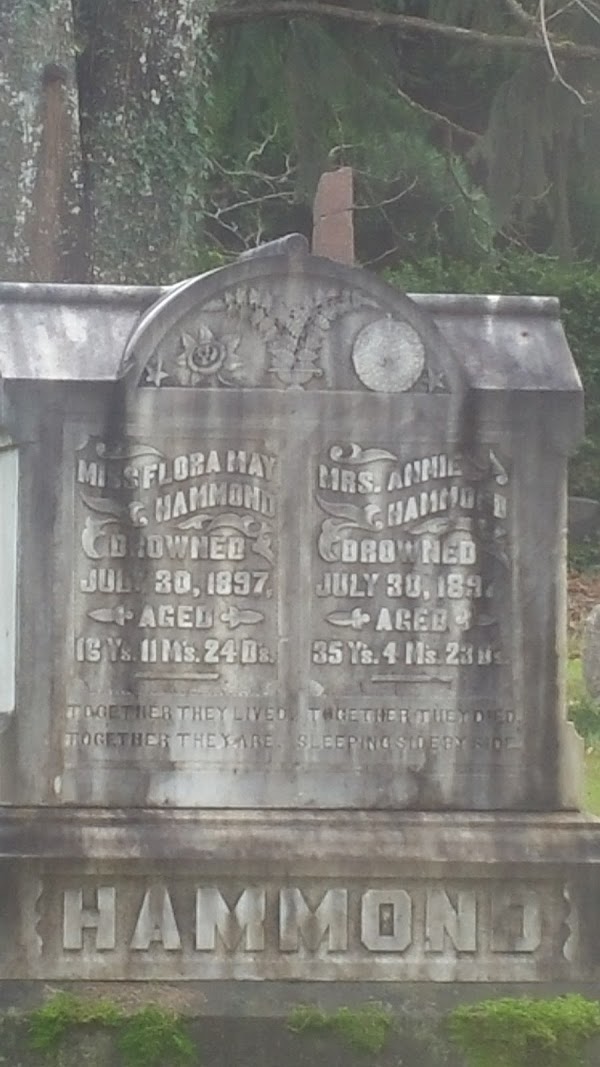 MISS FLORA MAY
HAMMOND
DROWNED
JULY 30, 1897,
AGED
16 Ys. 11 Ms. 24 Ds.
MRS. ANNIE
HAMMOND
DROWNED
JULY 30, 1897.
AGED
35 Ys. 4 Ms. 23 Ds.
TOGETHER THEY LIVED, TOGETHER THEY DIED,
TOGETHER THEY ARE, SLEEPING SIDE BY SIDE
HAMMOND